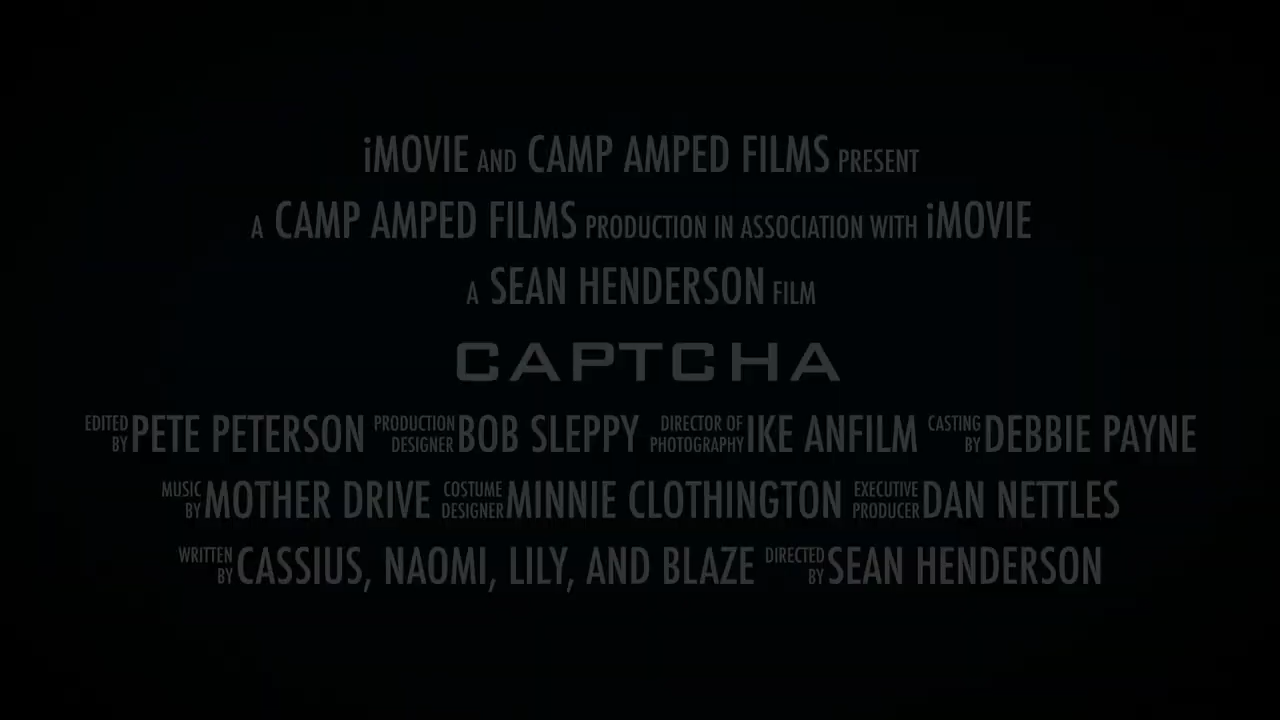 iMOVIE AND CAMP AMPED FILMS PRESENT
A CAMP AMPED FILMS PRODUCTION IN ASSOCIATION WITH iMOVIE
A SEAN HENDERSON FILM
CAPTCHA
EDITED BY PETE PETERSON PRODUCTION DESIGNER BOB SLEPPY DIRECTOR OF PHOTOGRAPHY IKE ANFILM CASTING BY DEBBIE PAYNE
MUSIC BY MOTHER DRIVE COSTUME DESIGNER MINNIE CLOTHINGTON EXECUTIVE PRODUCER DAN NETTLES
WRITTEN BY CASSIUS, NAOMI, LILY, AND BLAZE DIRECTED BY SEAN HENDERSON